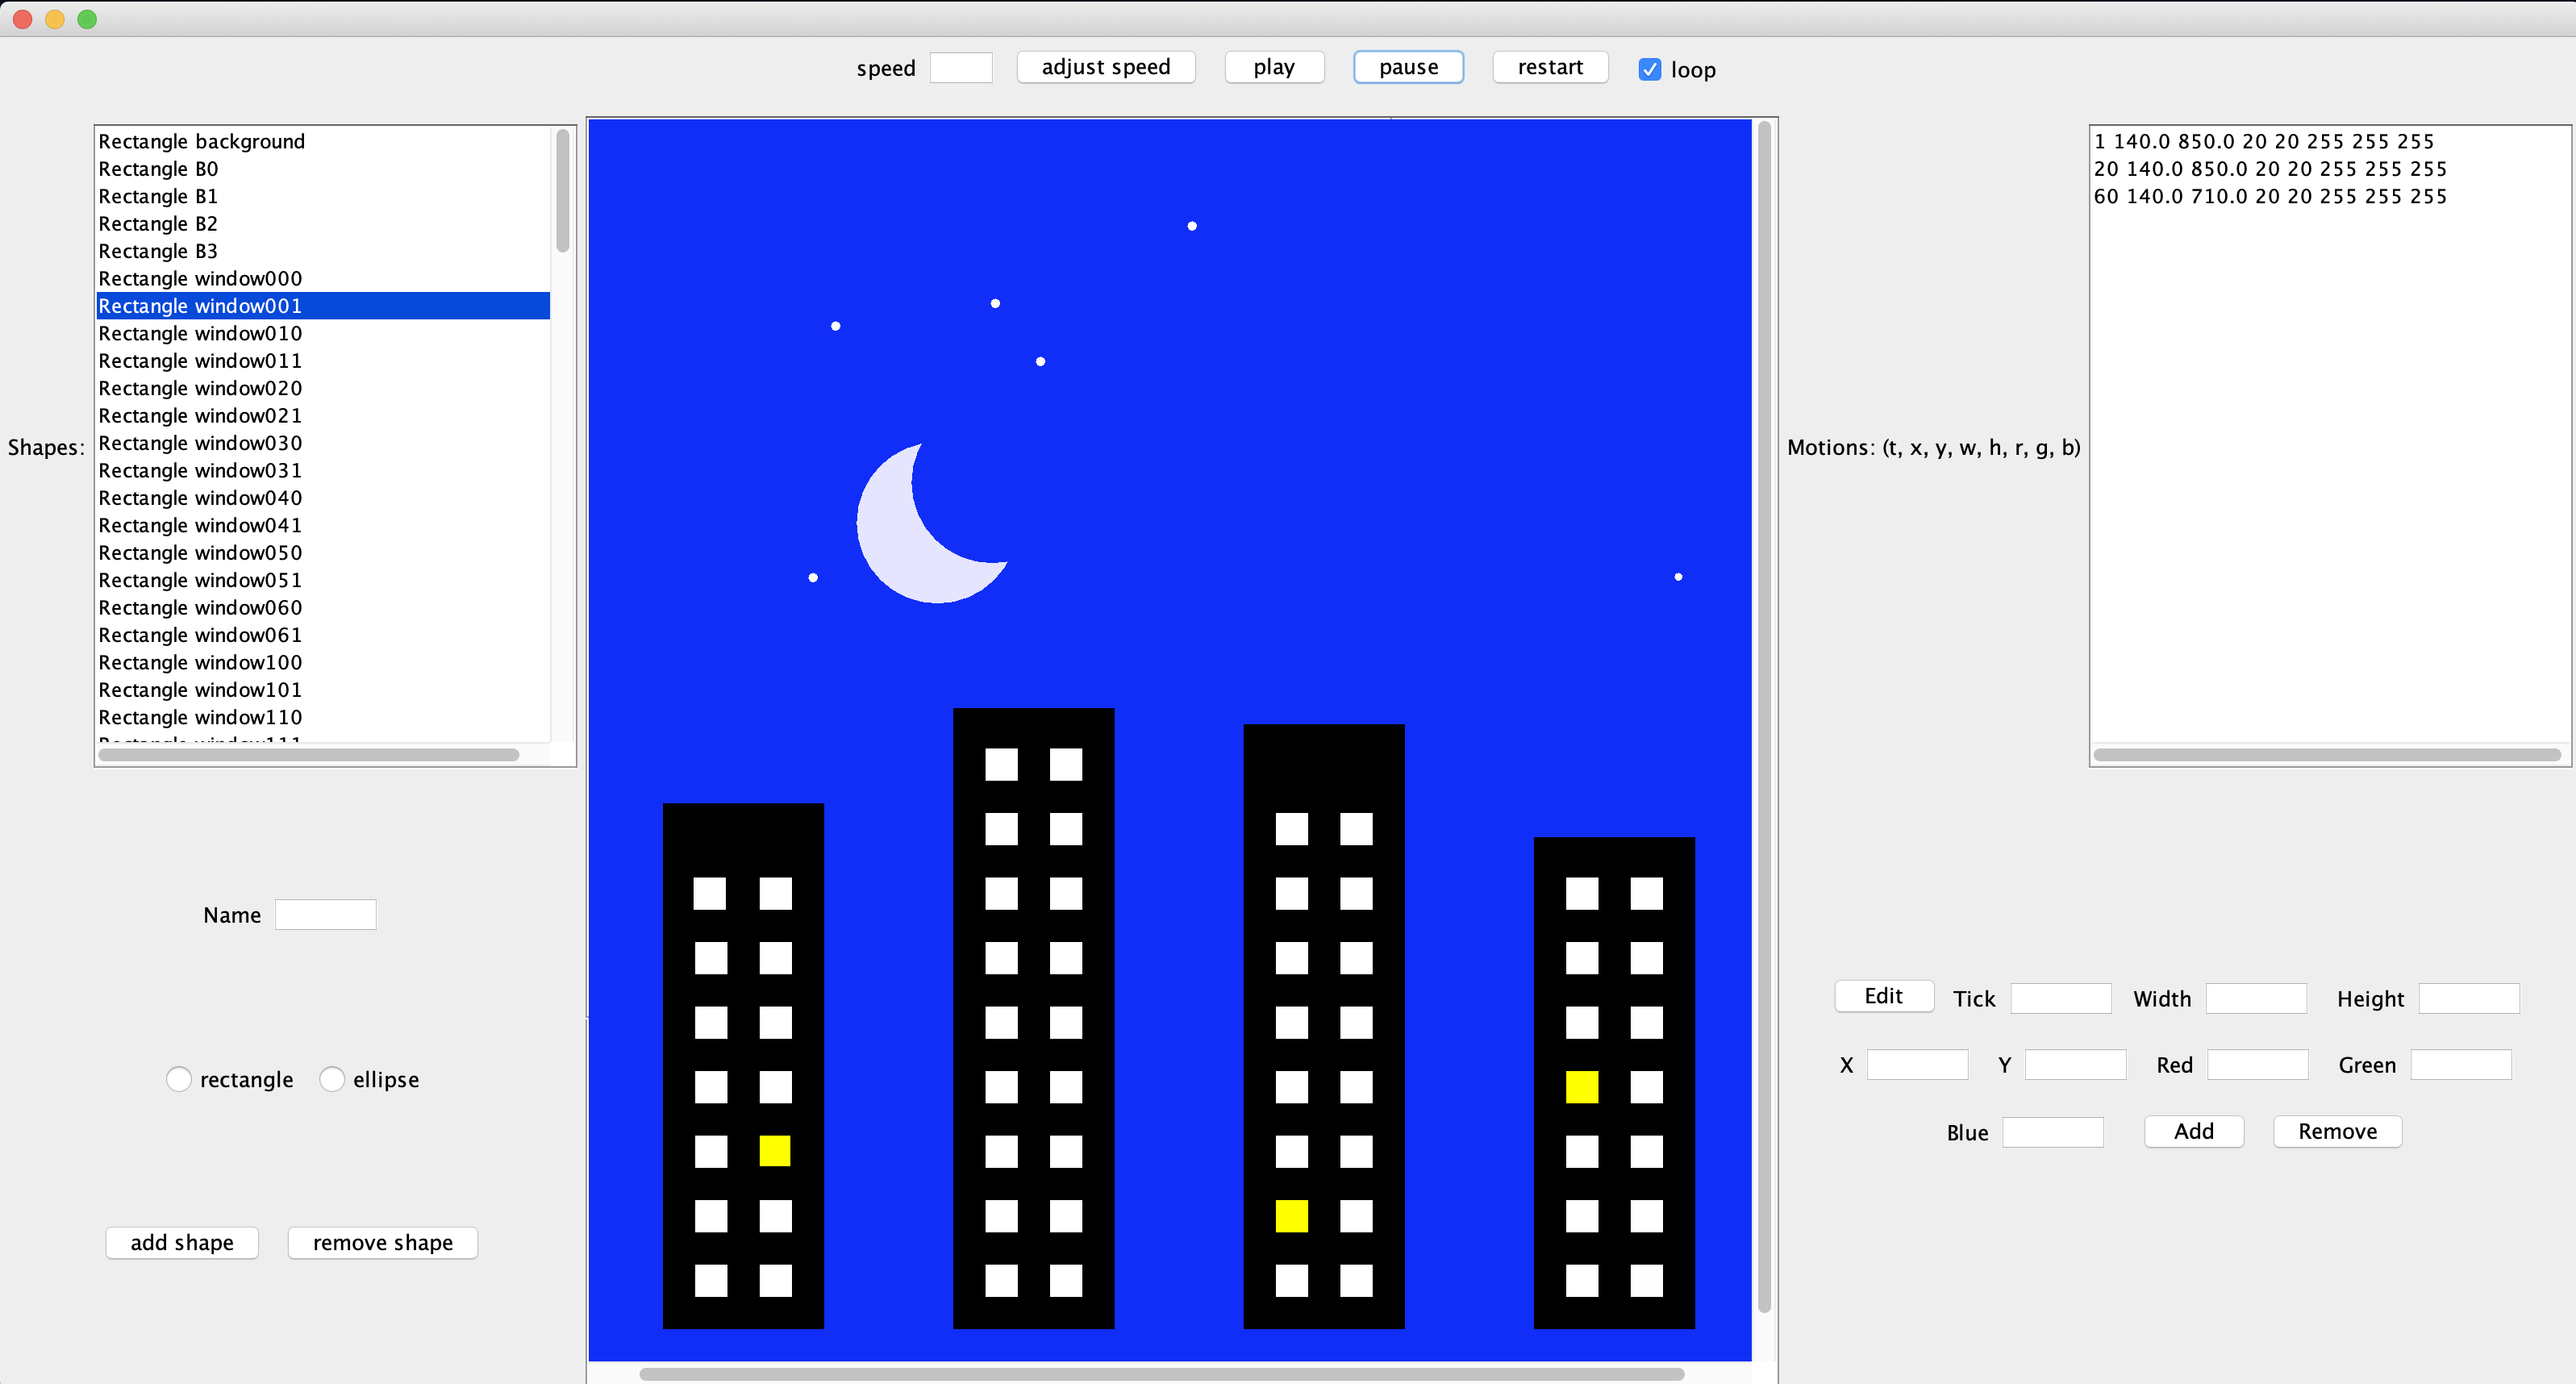 speed adjust speed play pause restart loop
Shapes:
Rectangle background
Rectangle B0
Rectangle B1
Rectangle B2
Rectangle B3
Rectangle window000
Rectangle window001
Rectangle window010
Rectangle window011
Rectangle window020
Rectangle window021
Rectangle window030
Rectangle window031
Rectangle window040
Rectangle window041
Rectangle window050
Rectangle window051
Rectangle window060
Rectangle window061
Rectangle window100
Rectangle window101
Rectangle window110
Rectangle window111
Name
rectangle ellipse
add shape remove shape
Motions: (t, x, y, w, h, r, g, b)
1 140.0 850.0 20 20 255 255 255
20 140.0 850.0 20 20 255 255 255
60 140.0 710.0 20 20 255 255 255
Edit Tick Width Height
X Y Red Green
Blue Add Remove